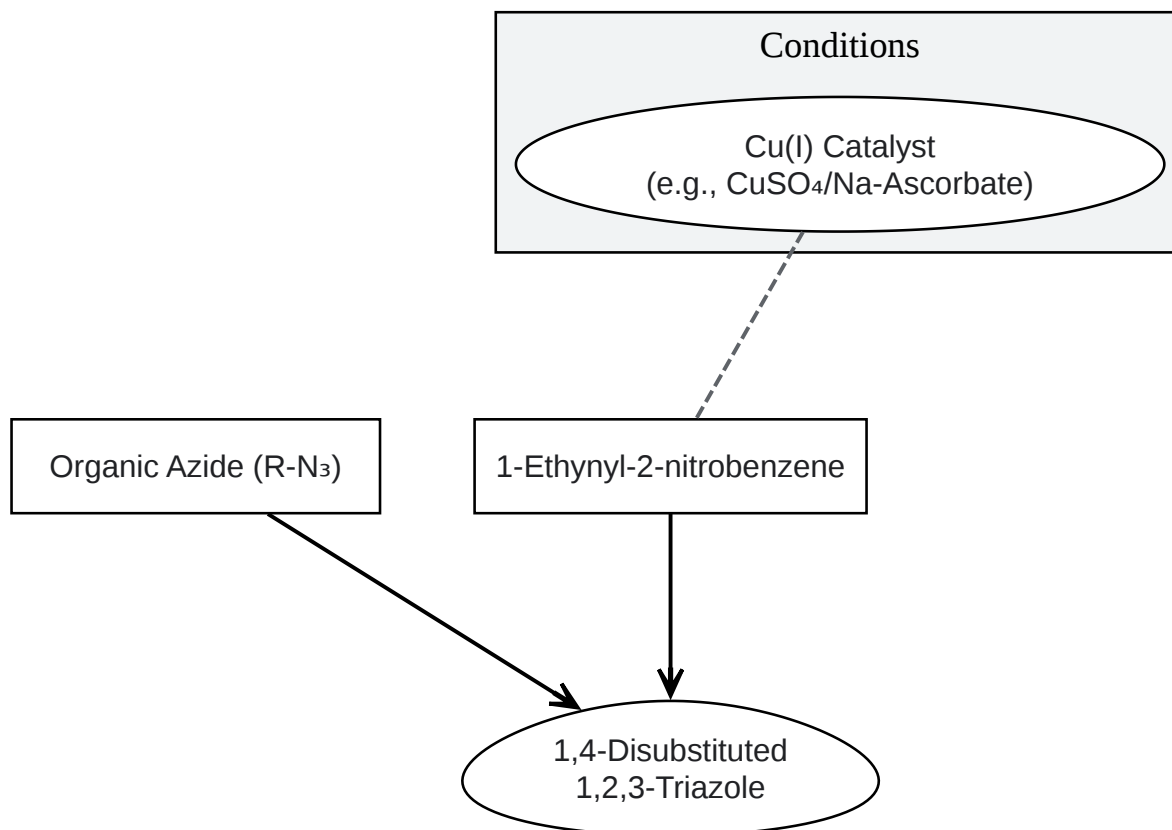 Conditions
Cu(I) Catalyst
(e.g., CuSO₄/Na-Ascorbate)
Organic Azide (R-N₃)
1-Ethynyl-2-nitrobenzene
1,4-Disubstituted
1,2,3-Triazole